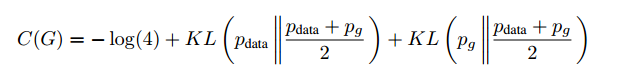 C(G) = − log(4) + KL ( p_data ‖ (p_data + p_g) / 2 ) + KL ( p_g ‖ (p_data + p_g) / 2 )